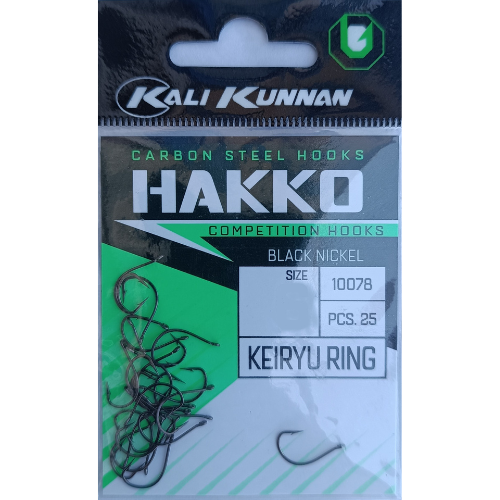 KALI KUNNAN
CARBON STEEL HOOKS
HAKKO
COMPETITION HOOKS
BLACK NICKEL
SIZE
10078
PCS. 25
KEIRYU RING